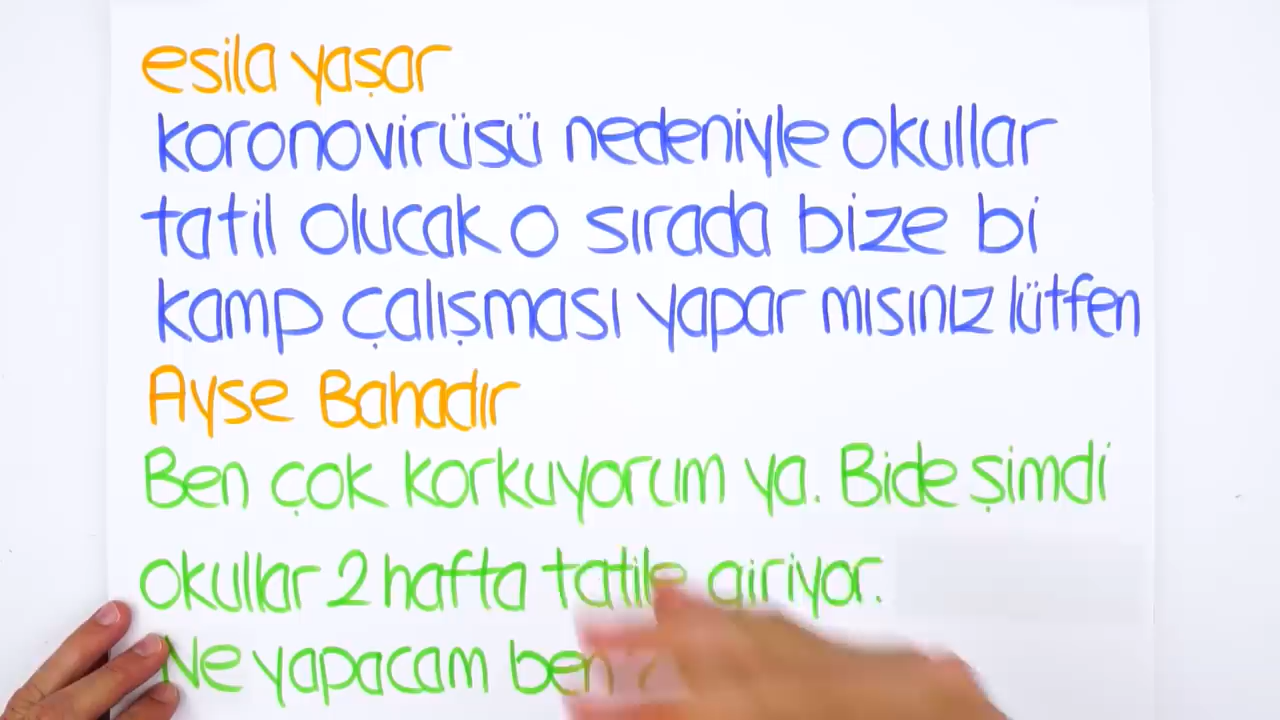 esila yaşar
koronovirüsü nedeniyle okullar
tatil olucak o sırada bize bi
kamp çalışması yapar mısınız lütfen
Ayse Bahadır
Ben çok korkuyorum ya. Bide şimdi
okullar 2 hafta tatile giriyor.
Ne yapacam ben